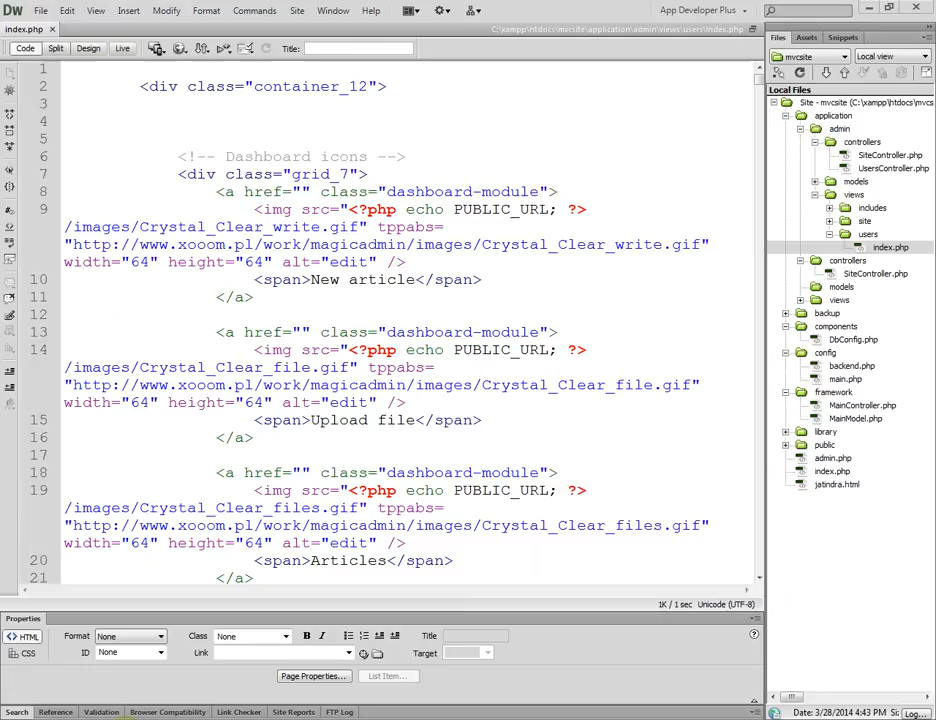 Dw File Edit View Insert Modify Format Commands Site Window Help App Developer Plus
index.php
C:\xampp\htdocs\mvcsite\application\admin\views\users\index.php
Code Split Design Live Title:
1
2 <div class="container_12">
3
4
5
6 <!-- Dashboard icons -->
7 <div class="grid_7">
8 <a href="" class="dashboard-module">
9 <img src="<?php echo PUBLIC_URL; ?>
/images/Crystal_Clear_write.gif" tppabs=
"http://www.xooom.pl/work/magicadmin/images/Crystal_Clear_write.gif"
width="64" height="64" alt="edit" />
10 <span>New article</span>
11 </a>
12
13 <a href="" class="dashboard-module">
14 <img src="<?php echo PUBLIC_URL; ?>
/images/Crystal_Clear_file.gif" tppabs=
"http://www.xooom.pl/work/magicadmin/images/Crystal_Clear_file.gif"
width="64" height="64" alt="edit" />
15 <span>Upload file</span>
16 </a>
17
18 <a href="" class="dashboard-module">
19 <img src="<?php echo PUBLIC_URL; ?>
/images/Crystal_Clear_files.gif" tppabs=
"http://www.xooom.pl/work/magicadmin/images/Crystal_Clear_files.gif"
width="64" height="64" alt="edit" />
20 <span>Articles</span>
21 </a>
1K / 1 sec Unicode (UTF-8)
Properties
<> HTML Format None Class None B I Title
CSS ID None Link Target
Page Properties... List Item...
Search Reference Validation Browser Compatibility Link Checker Site Reports FTP Log
Files Assets Snippets
mvcsite Local view
Local Files
Site - mvcsite (C:\xampp\htdocs\mvcs
application
admin
controllers
SiteController.php
UsersController.php
models
views
includes
site
users
index.php
controllers
SiteController.php
models
views
backup
components
DbConfig.php
config
backend.php
main.php
framework
MainController.php
MainModel.php
library
public
admin.php
index.php
jatindra.html
Date: 3/28/2014 4:43 PM Si: Log...